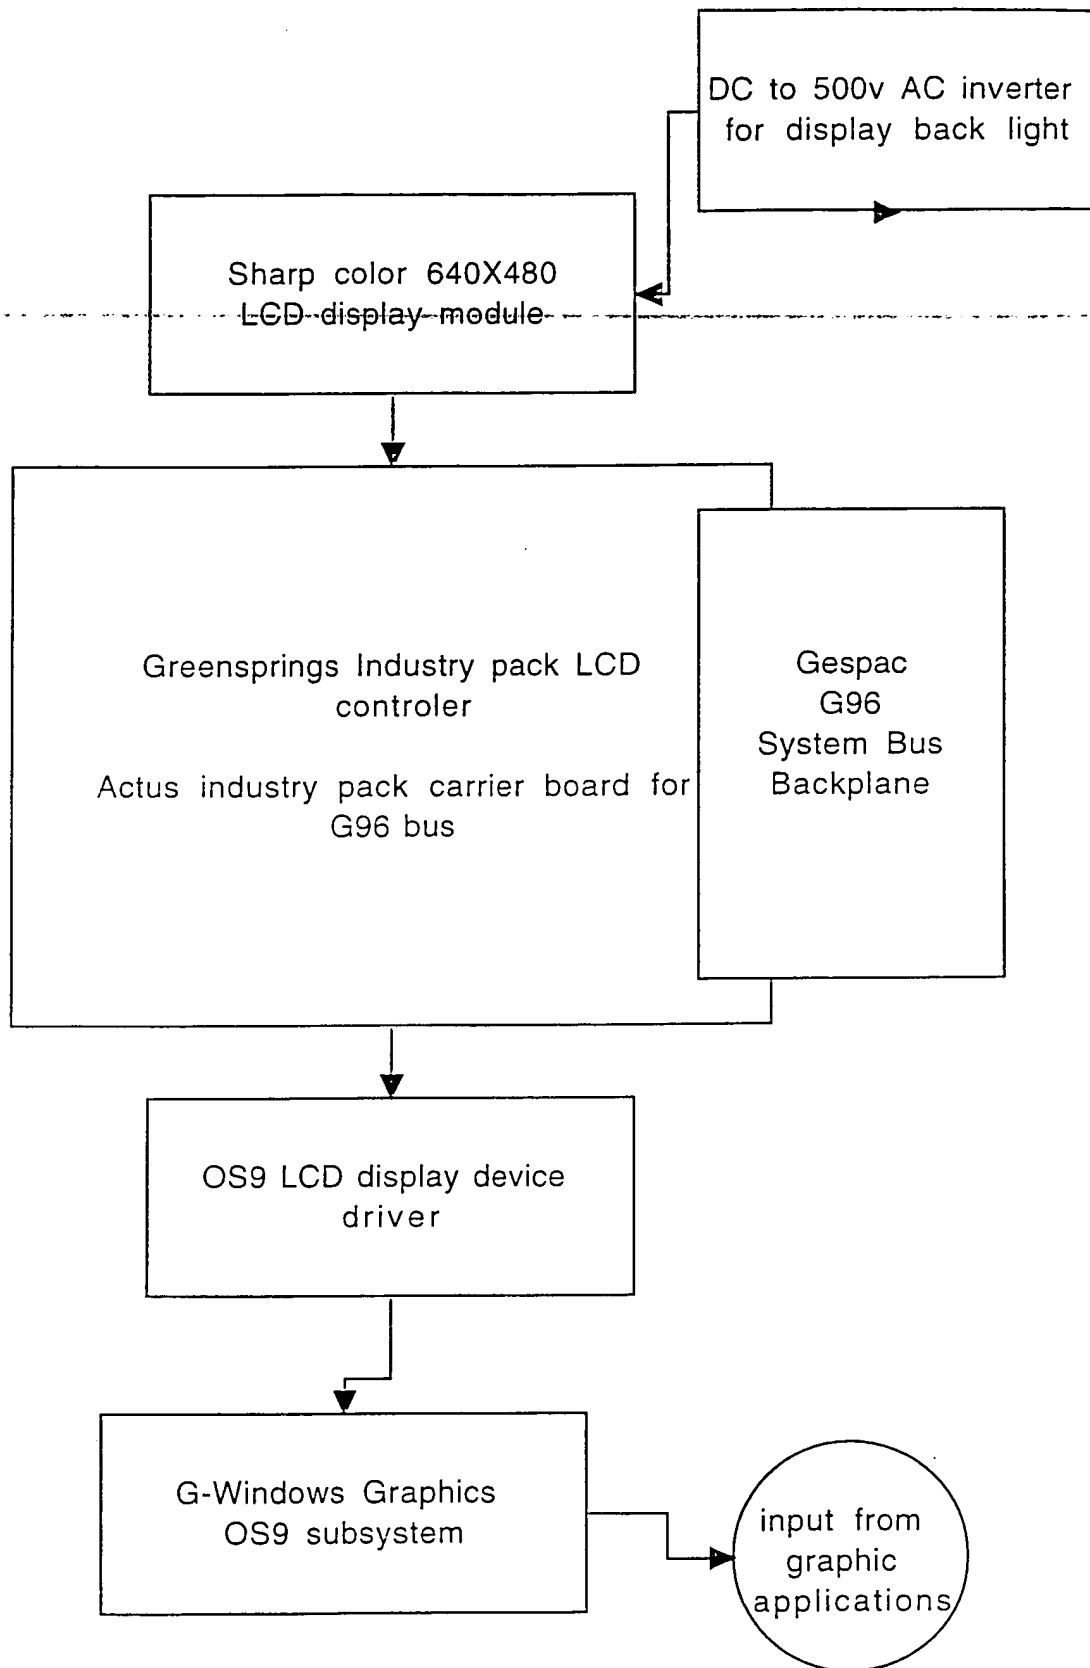 DC to 500v AC inverter
for display back light
Sharp color 640X480
LCD display module
Greensprings Industry pack LCD
controler
Actus industry pack carrier board for
G96 bus
Gespac
G96
System Bus
Backplane
OS9 LCD display device
driver
G-Windows Graphics
OS9 subsystem
input from
graphic
applications